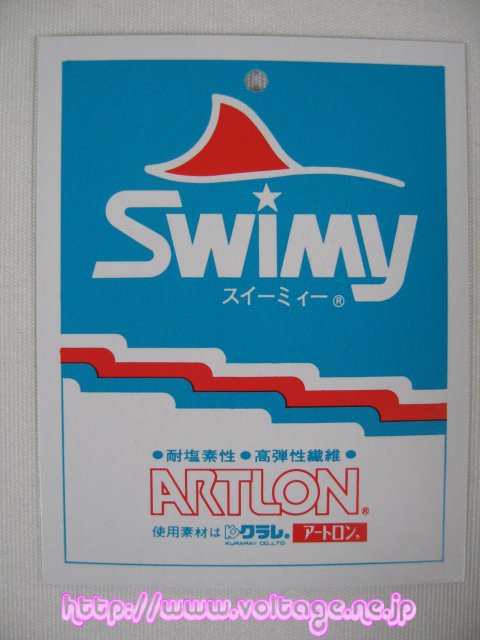 Swimy
スイーミィー®
●耐塩素性●高弾性繊維●
ARTLON®
使用素材は クラレ® アートロン®
KURARAY CO.,LTD
http://www.voltage.ne.jp